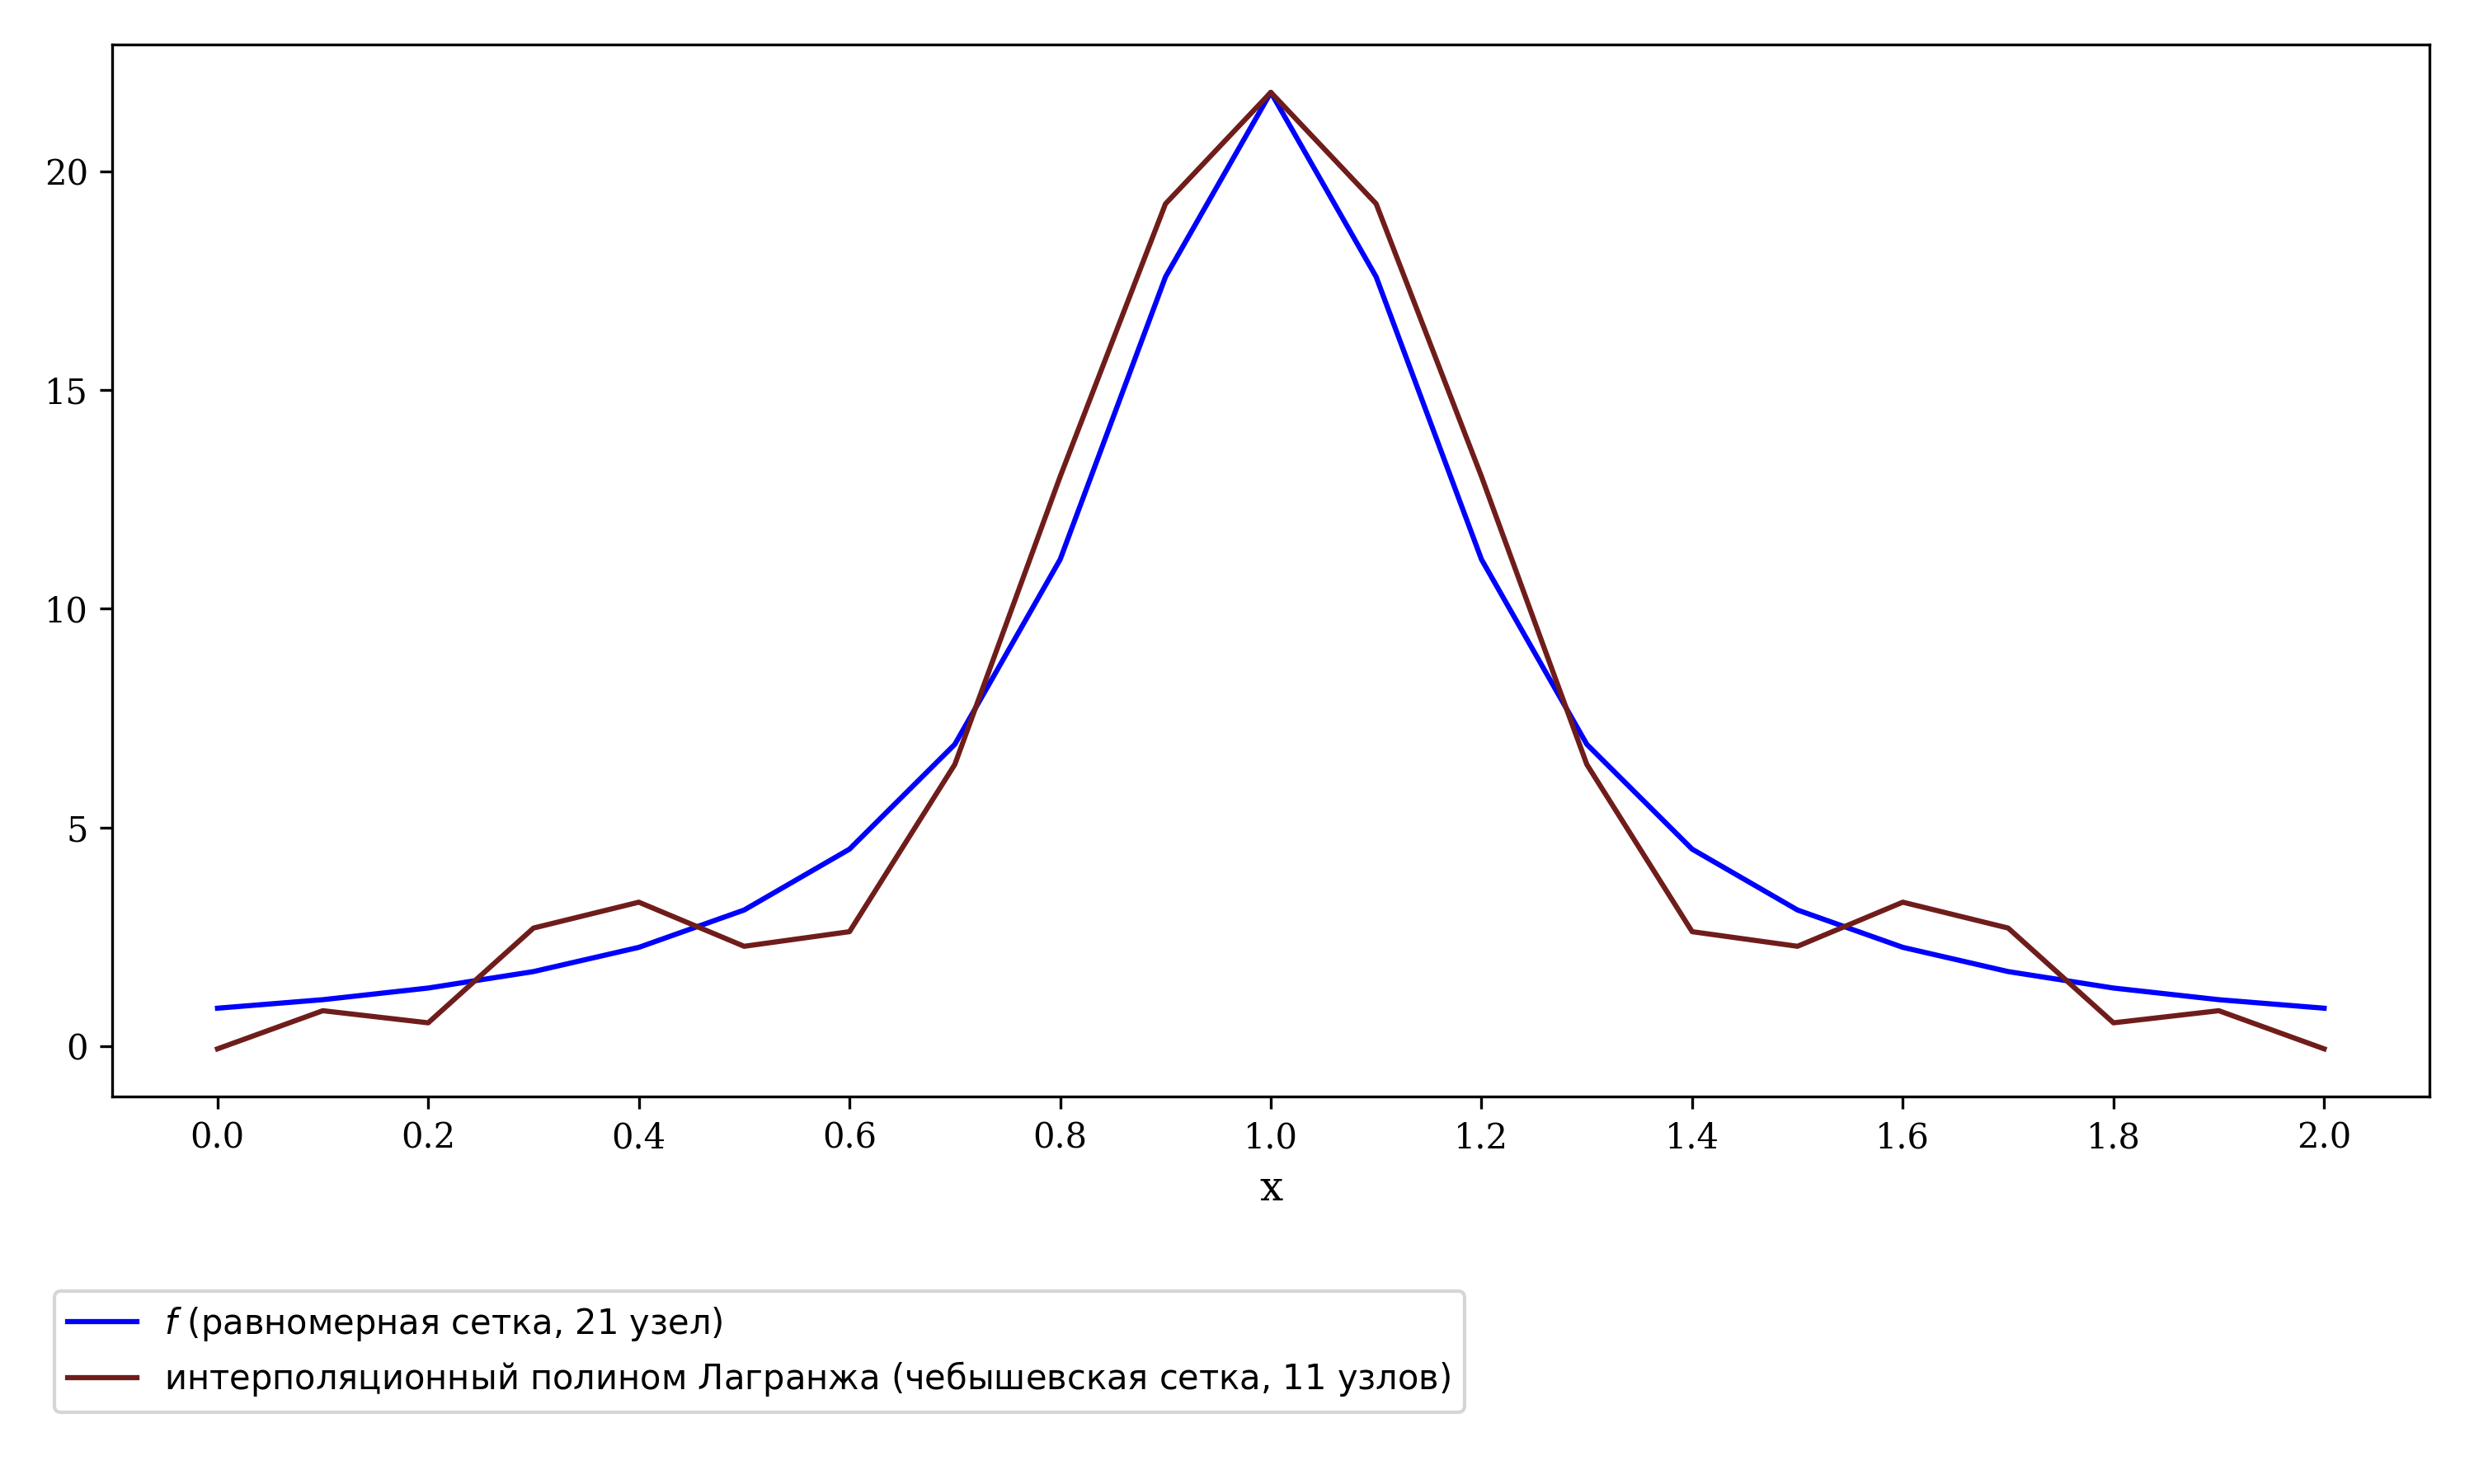 20
15
10
5
0
0.0 0.2 0.4 0.6 0.8 1.0 1.2 1.4 1.6 1.8 2.0
x
f (равномерная сетка, 21 узел)
интерполяционный полином Лагранжа (чебышевская сетка, 11 узлов)